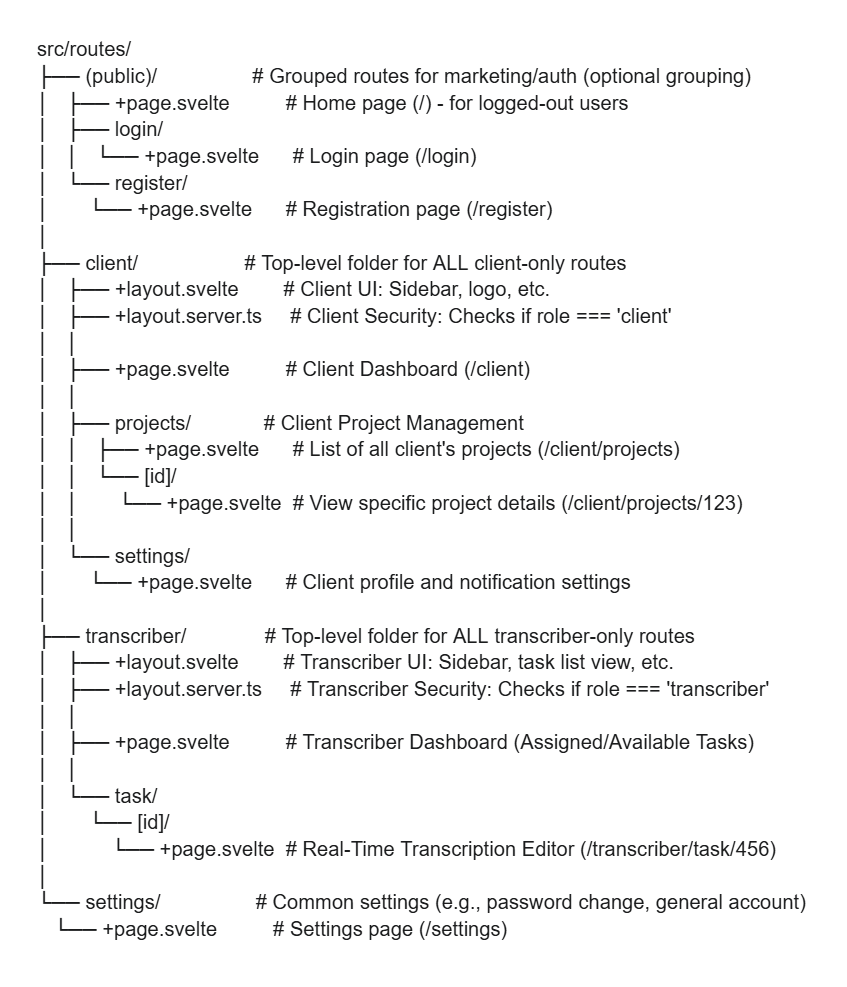 src/routes/
├── (public)/ # Grouped routes for marketing/auth (optional grouping)
│ ├── +page.svelte # Home page (/) - for logged-out users
│ ├── login/
│ │ └── +page.svelte # Login page (/login)
│ └── register/
│ └── +page.svelte # Registration page (/register)
│
├── client/ # Top-level folder for ALL client-only routes
│ ├── +layout.svelte # Client UI: Sidebar, logo, etc.
│ ├── +layout.server.ts # Client Security: Checks if role === 'client'
│ │
│ ├── +page.svelte # Client Dashboard (/client)
│ │
│ ├── projects/ # Client Project Management
│ │ ├── +page.svelte # List of all client's projects (/client/projects)
│ │ └── [id]/
│ │ └── +page.svelte # View specific project details (/client/projects/123)
│ │
│ └── settings/
│ └── +page.svelte # Client profile and notification settings
│
├── transcriber/ # Top-level folder for ALL transcriber-only routes
│ ├── +layout.svelte # Transcriber UI: Sidebar, task list view, etc.
│ ├── +layout.server.ts # Transcriber Security: Checks if role === 'transcriber'
│ │
│ ├── +page.svelte # Transcriber Dashboard (Assigned/Available Tasks)
│ │
│ └── task/
│ └── [id]/
│ └── +page.svelte # Real-Time Transcription Editor (/transcriber/task/456)
│
└── settings/ # Common settings (e.g., password change, general account)
└── +page.svelte # Settings page (/settings)